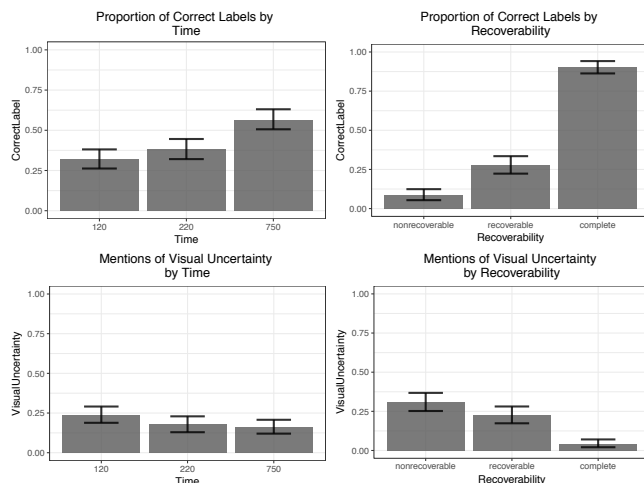 Proportion of Correct Labels by
Time
1.00
0.75
0.50
0.25
0.00
CorrectLabel
120
220
750
Time
Proportion of Correct Labels by
Recoverability
1.00
0.75
0.50
0.25
0.00
CorrectLabel
nonrecoverable
recoverable
complete
Recoverability
Mentions of Visual Uncertainty
by Time
1.00
0.75
0.50
0.25
0.00
VisualUncertainty
120
220
750
Time
Mentions of Visual Uncertainty
by Recoverability
1.00
0.75
0.50
0.25
0.00
VisualUncertainty
nonrecoverable
recoverable
complete
Recoverability